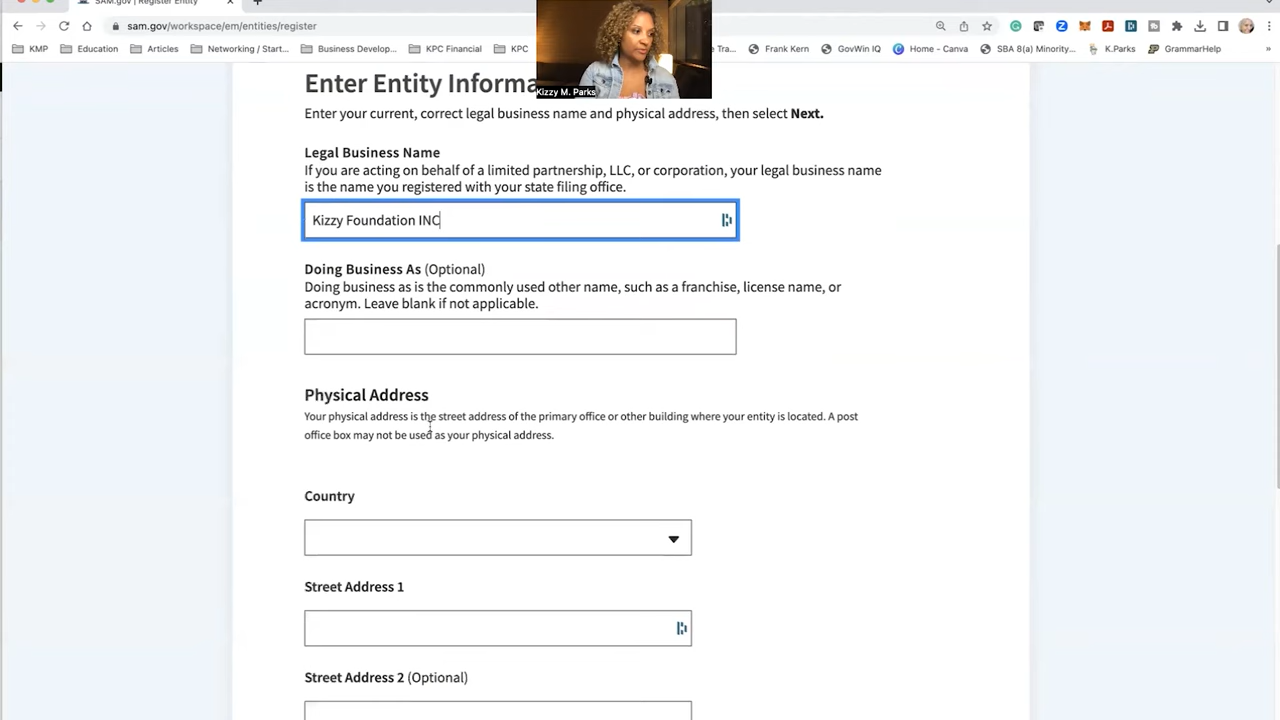 SAM.gov | Register Entity
sam.gov/workspace/em/entities/register
KMP
Education
Articles
Networking / Start...
Business Develop...
KPC Financial
KPC
Tra...
Frank Kern
GovWin IQ
Home - Canva
SBA 8(a) Minority...
K.Parks
GrammarHelp
»
Kizzy M. Parks
Enter Entity Informa
Enter your current, correct legal business name and physical address, then select Next.
Legal Business Name
If you are acting on behalf of a limited partnership, LLC, or corporation, your legal business name
is the name you registered with your state filing office.
Kizzy Foundation INC
Doing Business As (Optional)
Doing business as is the commonly used other name, such as a franchise, license name, or
acronym. Leave blank if not applicable.
Physical Address
Your physical address is the street address of the primary office or other building where your entity is located. A post
office box may not be used as your physical address.
Country
Street Address 1
Street Address 2 (Optional)